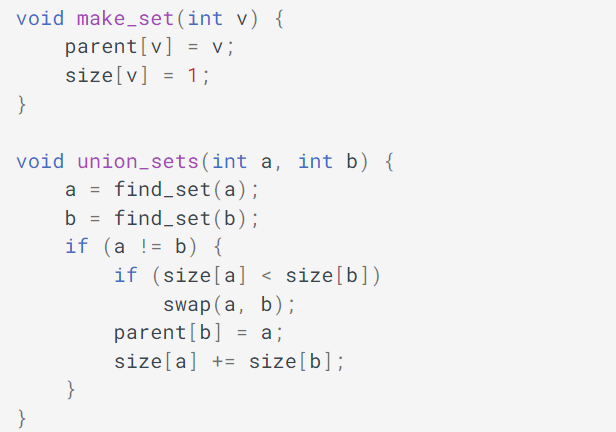 void make_set(int v) {
    parent[v] = v;
    size[v] = 1;
}

void union_sets(int a, int b) {
    a = find_set(a);
    b = find_set(b);
    if (a != b) {
        if (size[a] < size[b])
            swap(a, b);
        parent[b] = a;
        size[a] += size[b];
    }
}